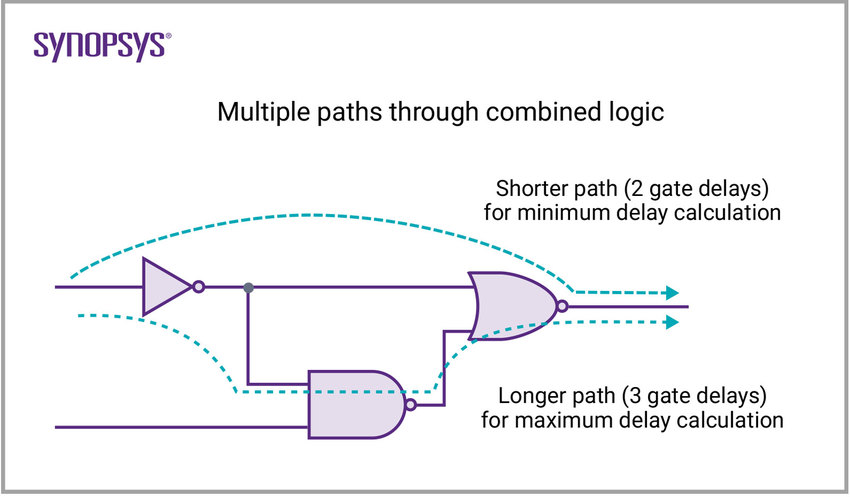 SYNOPSYS®
Multiple paths through combined logic
Shorter path (2 gate delays)
for minimum delay calculation
Longer path (3 gate delays)
for maximum delay calculation